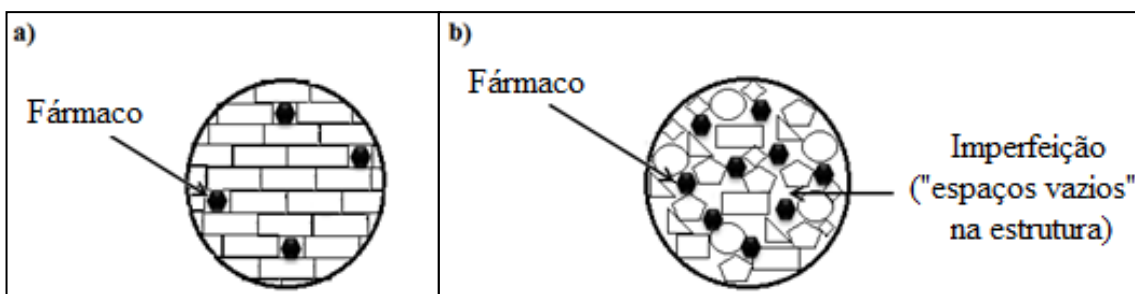 a)
Fármaco
b)
Fármaco
Imperfeição
("espaços vazios"
na estrutura)